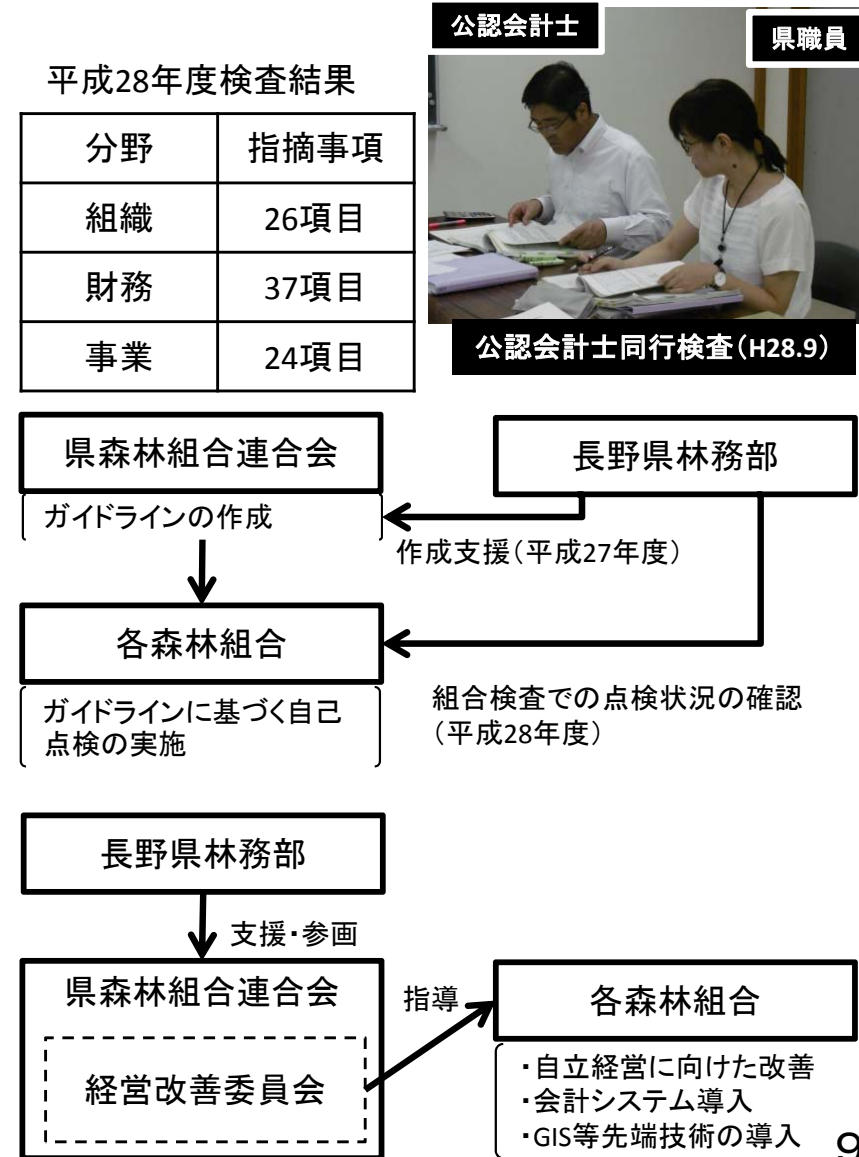 公認会計士
県職員
平成28年度検査結果
分野 指摘事項
組織 26項目
財務 37項目
事業 24項目
公認会計士同行検査(H28.9)
県森林組合連合会
長野県林務部
ガイドラインの作成
作成支援(平成27年度)
各森林組合
ガイドラインに基づく自己
点検の実施
組合検査での点検状況の確認
(平成28年度)
長野県林務部
支援・参画
県森林組合連合会
経営改善委員会
指導
各森林組合
・自立経営に向けた改善
・会計システム導入
・GIS等先端技術の導入